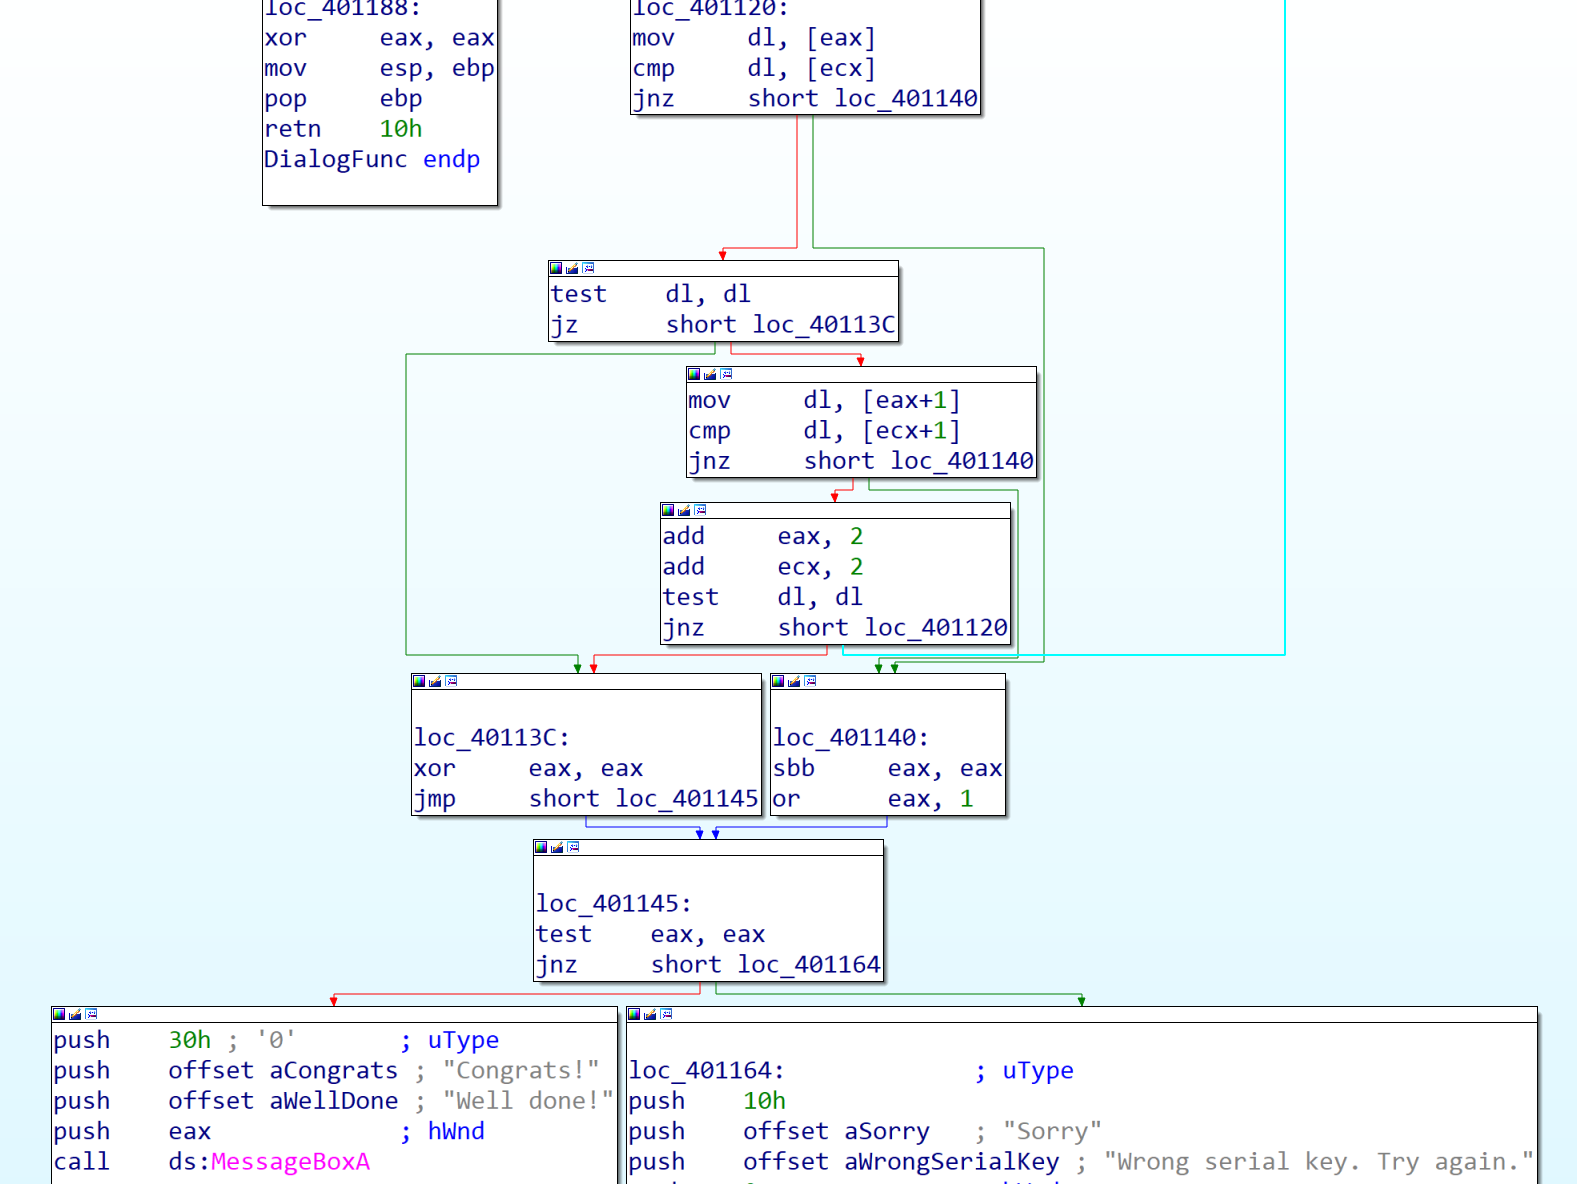 loc_401188:
xor eax, eax
mov esp, ebp
pop ebp
retn 10h
DialogFunc endp
loc_401120:
mov dl, [eax]
cmp dl, [ecx]
jnz short loc_401140
test dl, dl
jz short loc_40113C
mov dl, [eax+1]
cmp dl, [ecx+1]
jnz short loc_401140
add eax, 2
add ecx, 2
test dl, dl
jnz short loc_401120
loc_40113C:
xor eax, eax
jmp short loc_401145
loc_401140:
sbb eax, eax
or eax, 1
loc_401145:
test eax, eax
jnz short loc_401164
push 30h ; '0' ; uType
push offset aCongrats ; "Congrats!"
push offset aWellDone ; "Well done!"
push eax ; hWnd
call ds:MessageBoxA
loc_401164: ; uType
push 10h
push offset aSorry ; "Sorry"
push offset aWrongSerialKey ; "Wrong serial key. Try again."